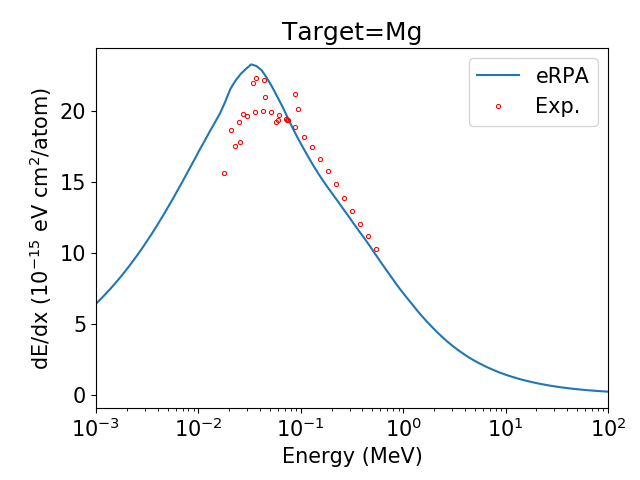 Target=Mg
dE/dx (10⁻¹⁵ eV cm²/atom)
20
15
10
5
0
eRPA
Exp.
10⁻³
10⁻²
10⁻¹
10⁰
10¹
10²
Energy (MeV)